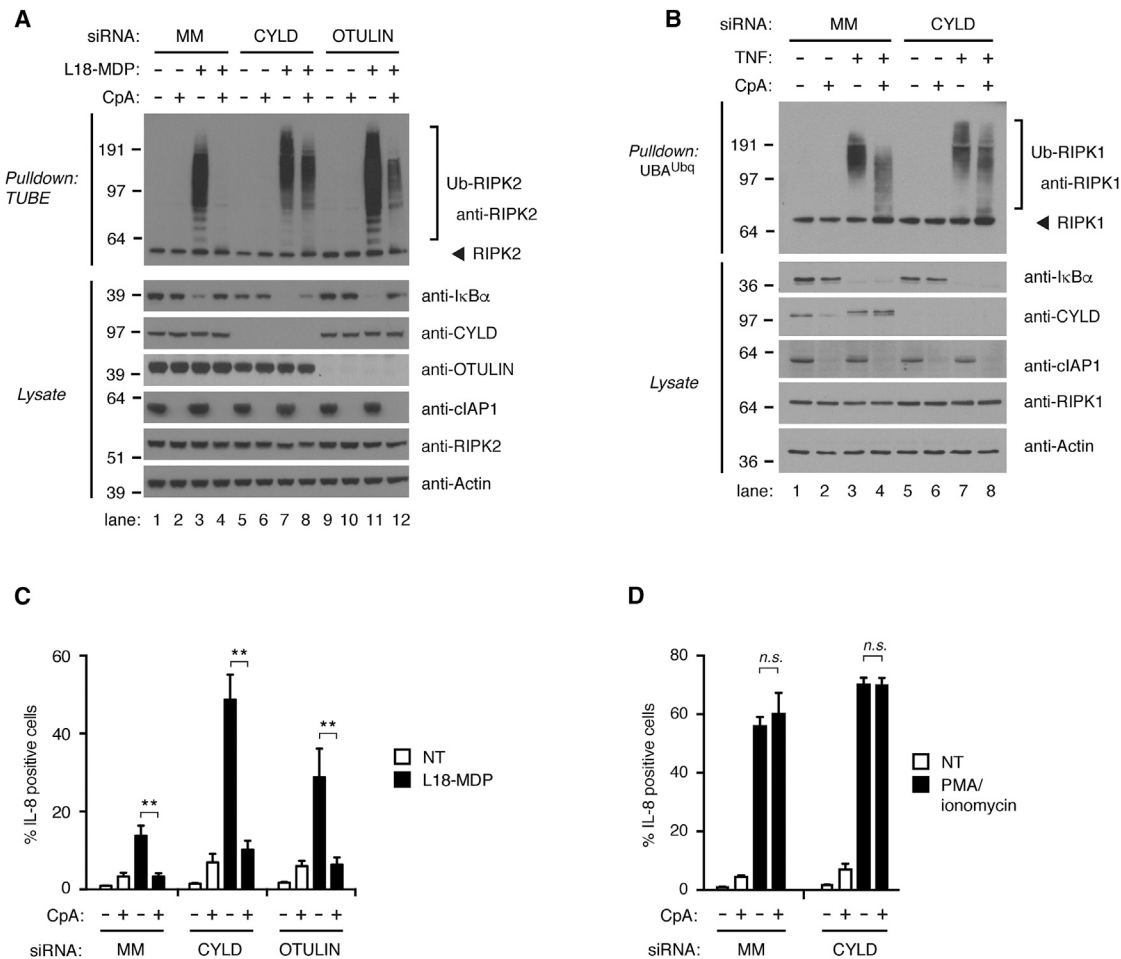 A
siRNA: MM CYLD OTULIN
L18-MDP: – – + + – – + + – – + +
CpA: – + – + – + – + – + – +
Pulldown: TUBE
191
97
64
Ub-RIPK2
anti-RIPK2
◄ RIPK2
Lysate
39 anti-IκBα
97 anti-CYLD
39 anti-OTULIN
64 anti-cIAP1
51 anti-RIPK2
39 anti-Actin
lane: 1 2 3 4 5 6 7 8 9 10 11 12
B
siRNA: MM CYLD
TNF: – – + + – – + +
CpA: – + – + – + – +
Pulldown: UBAUbq
191
97
64
Ub-RIPK1
anti-RIPK1
◄ RIPK1
Lysate
36 anti-IκBα
97 anti-CYLD
64 anti-cIAP1
64 anti-RIPK1
36 anti-Actin
lane: 1 2 3 4 5 6 7 8
C
% IL-8 positive cells
60
40
20
0
** ** **
NT
L18-MDP
CpA: – + – + – + – + – + – +
siRNA: MM CYLD OTULIN
D
% IL-8 positive cells
80
60
40
20
0
n.s. n.s.
NT
PMA/
ionomycin
CpA: – + – + – + – +
siRNA: MM CYLD